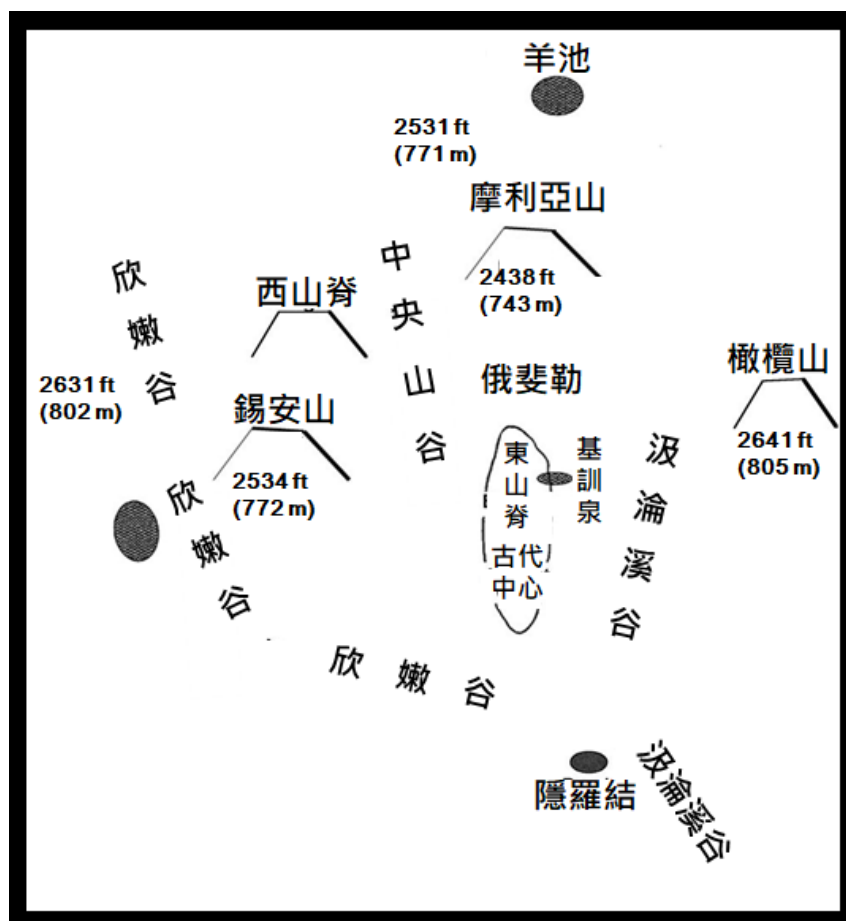 羊池
2531 ft
(771 m)
摩利亞山
2438 ft
(743 m)
中央山谷
西山脊
欣嫩谷
2631 ft
(802 m)
錫安山
2534 ft
(772 m)
俄斐勒
橄欖山
2641 ft
(805 m)
東山脊
古代
中心
基訓泉
汲淪溪谷
欣嫩谷
欣嫩谷
隱羅結
汲淪溪谷